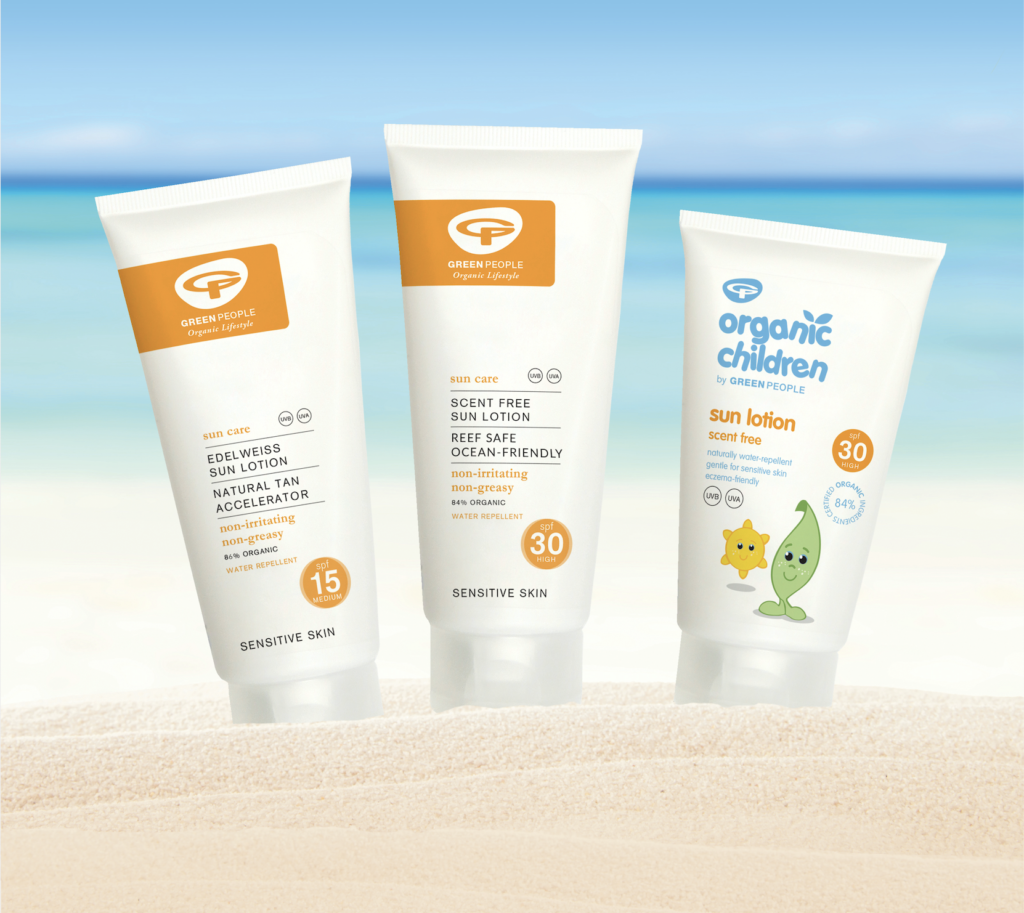 GREEN PEOPLE
Organic Lifestyle
sun care
UVB UVA
EDELWEISS
SUN LOTION
NATURAL TAN
ACCELERATOR
non-irritating
non-greasy
86% ORGANIC
WATER REPELLENT
spf
15
MEDIUM
SENSITIVE SKIN
GREEN PEOPLE
Organic Lifestyle
sun care
UVB UVA
SCENT FREE
SUN LOTION
REEF SAFE
OCEAN-FRIENDLY
non-irritating
non-greasy
84% ORGANIC
WATER REPELLENT
spf
30
HIGH
SENSITIVE SKIN
organic
children
by GREEN PEOPLE
sun lotion
scent free
spf
30
HIGH
naturally water-repellent
gentle for sensitive skin
eczema-friendly
UVB UVA
84%
CERTIFIED ORGANIC INGREDIENTS